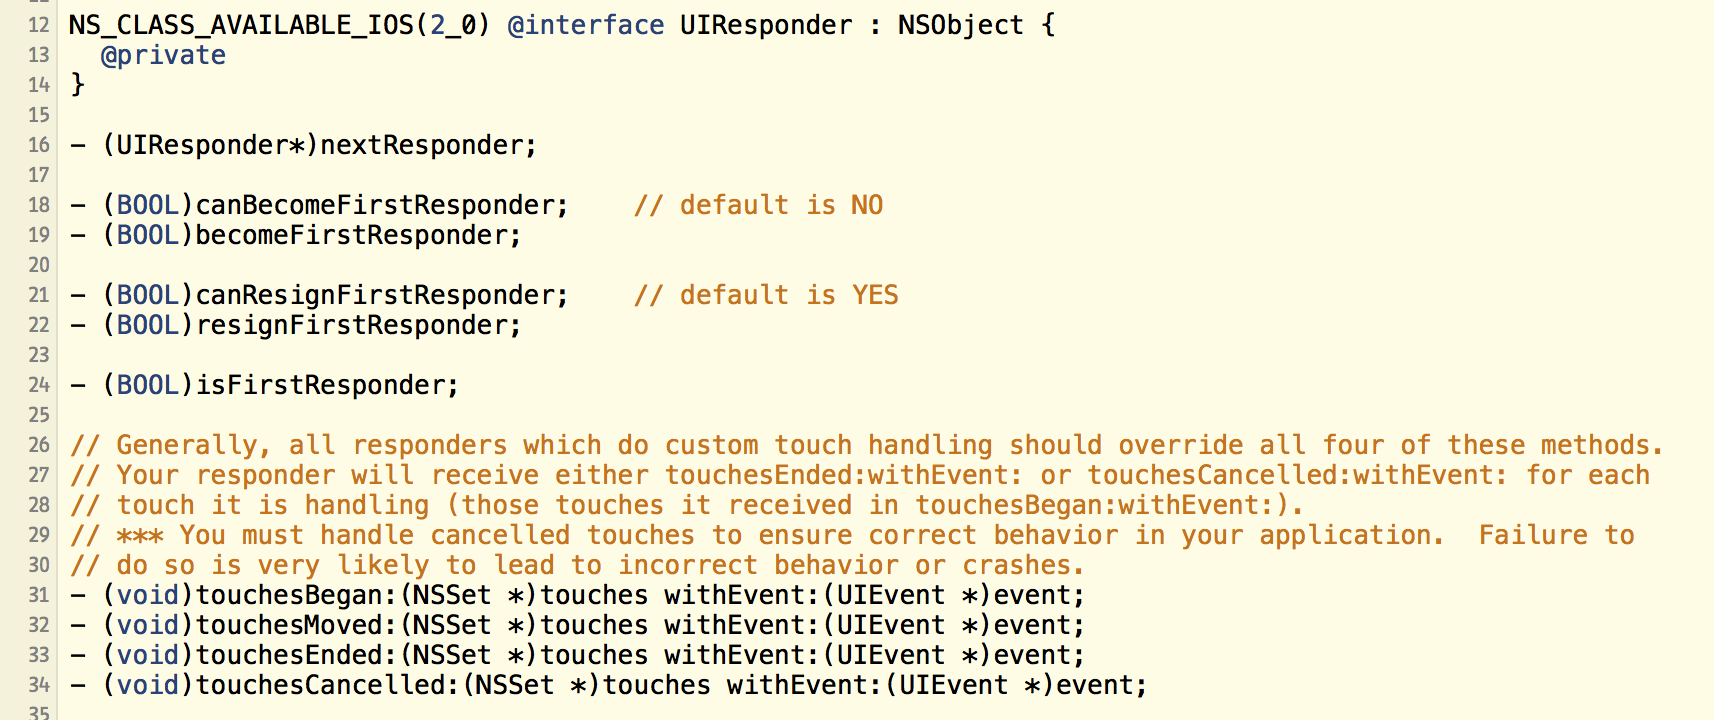 12 NS_CLASS_AVAILABLE_IOS(2_0) @interface UIResponder : NSObject {
13   @private
14 }
15
16 - (UIResponder*)nextResponder;
17
18 - (BOOL)canBecomeFirstResponder;    // default is NO
19 - (BOOL)becomeFirstResponder;
20
21 - (BOOL)canResignFirstResponder;    // default is YES
22 - (BOOL)resignFirstResponder;
23
24 - (BOOL)isFirstResponder;
25
26 // Generally, all responders which do custom touch handling should override all four of these methods.
27 // Your responder will receive either touchesEnded:withEvent: or touchesCancelled:withEvent: for each
28 // touch it is handling (those touches it received in touchesBegan:withEvent:).
29 // *** You must handle cancelled touches to ensure correct behavior in your application.  Failure to
30 // do so is very likely to lead to incorrect behavior or crashes.
31 - (void)touchesBegan:(NSSet *)touches withEvent:(UIEvent *)event;
32 - (void)touchesMoved:(NSSet *)touches withEvent:(UIEvent *)event;
33 - (void)touchesEnded:(NSSet *)touches withEvent:(UIEvent *)event;
34 - (void)touchesCancelled:(NSSet *)touches withEvent:(UIEvent *)event;
35